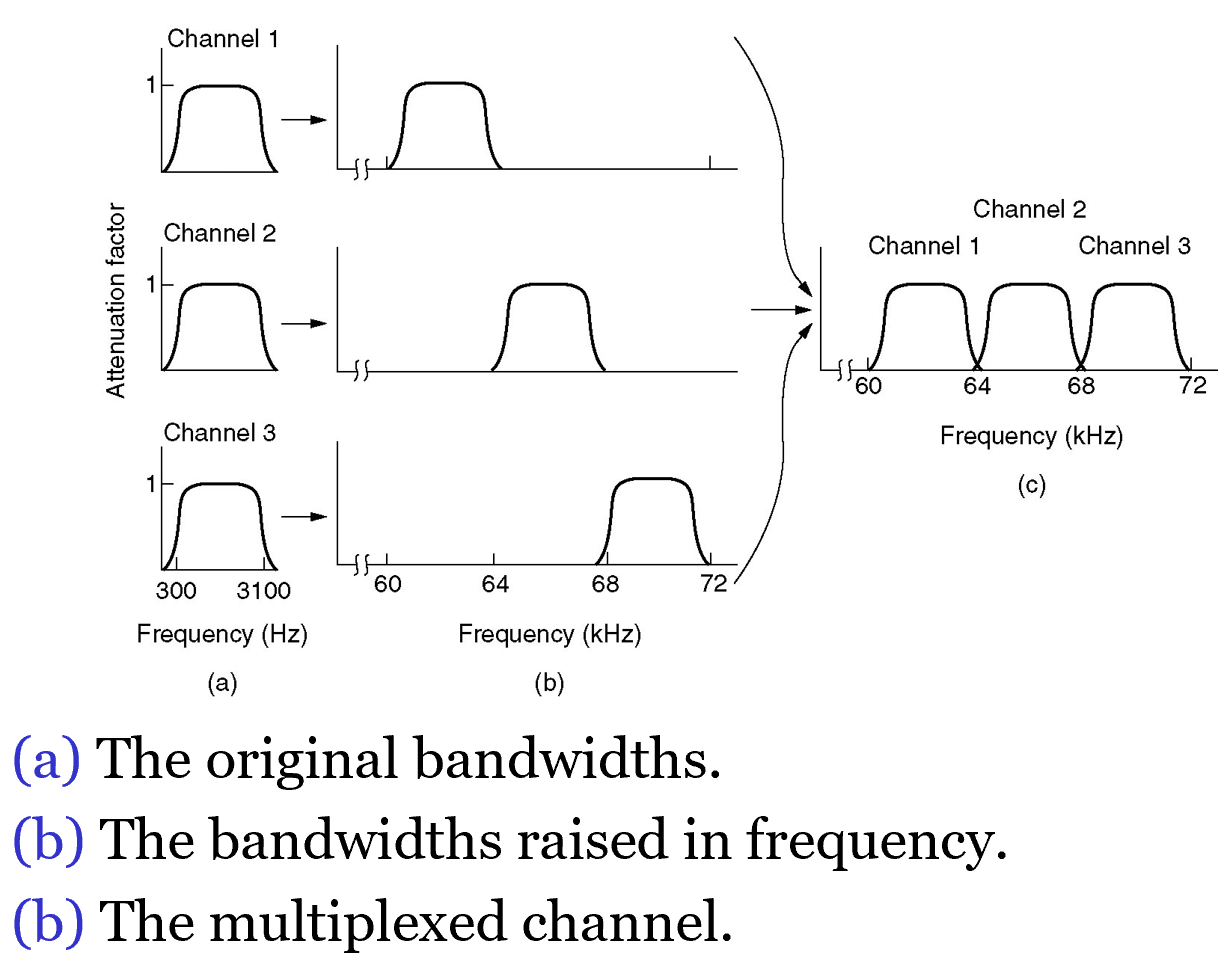 Channel 1
1
Channel 2
1
Attenuation factor
Channel 3
1
300 3100
Frequency (Hz)
(a)
60 64 68 72
Frequency (kHz)
(b)
Channel 2
Channel 1 Channel 3
60 64 68 72
Frequency (kHz)
(c)
(a) The original bandwidths.
(b) The bandwidths raised in frequency.
(b) The multiplexed channel.